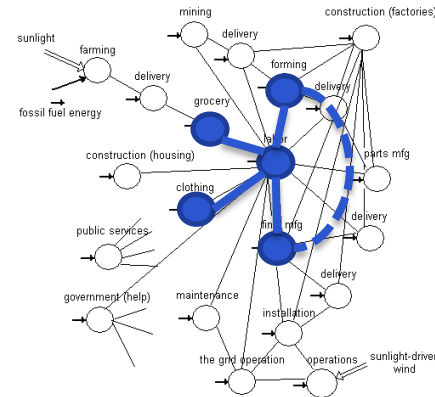 mining
construction (factories)
sunlight
delivery
farming
forming
delivery
delivery
grocery
fossil fuel energy
labor
construction (housing)
parts mfg
clothing
delivery
public services
final mfg
delivery
government (help)
maintenance
installation
the grid operation
operations
sunlight-driven
wind